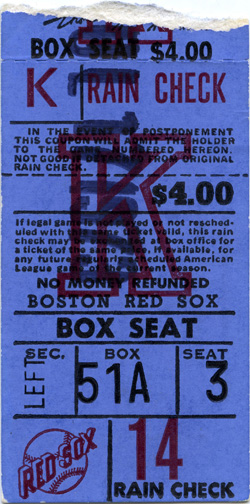 BOX SEAT $4.00
K RAIN CHECK
IN THE EVENT OF POSTPONEMENT
THIS COUPON WILL ADMIT THE HOLDER
TO THE GAME NUMBERED HEREON.
NOT GOOD IF DETACHED FROM ORIGINAL
RAIN CHECK.
K
$4.00
If legal game is not played or not resched-
uled with this same ticket valid, this rain
check may be exchanged at box office for
a ticket of the same price, if available, for
any future regularly scheduled American
League game of the current season.
NO MONEY REFUNDED
BOSTON RED SOX
BOX SEAT
SEC. BOX SEAT
LEFT 51A 3
RED SOX 14
RAIN CHECK